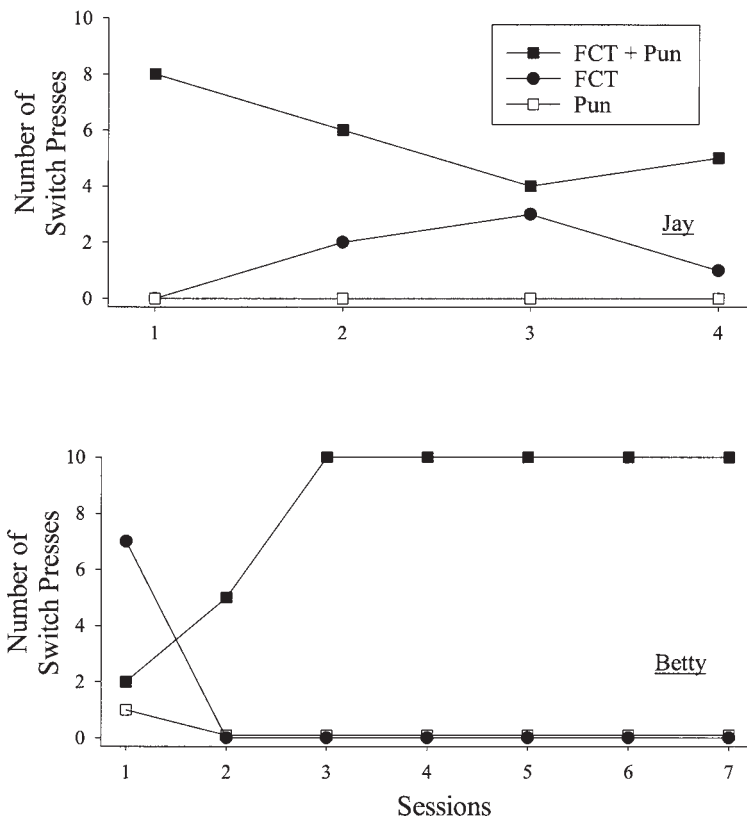 10
8
6
4
2
0
Number of
Switch Presses
FCT + Pun
FCT
Pun
Jay
1 2 3 4
10
8
6
4
2
0
Number of
Switch Presses
Betty
1 2 3 4 5 6 7
Sessions